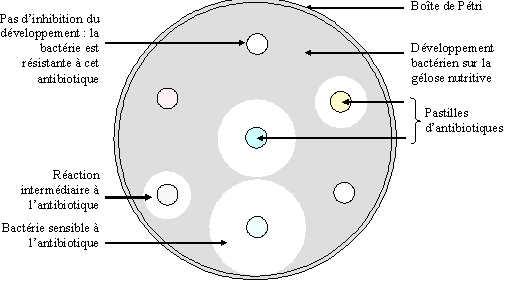 Pas d'inhibition du
développement : la
bactérie est
résistante à cet
antibiotique
Boîte de Pétri
Développement
bactérien sur la
gélose nutritive
Pastilles
d'antibiotiques
Réaction
intermédiaire à
l'antibiotique
Bactérie sensible à
l'antibiotique